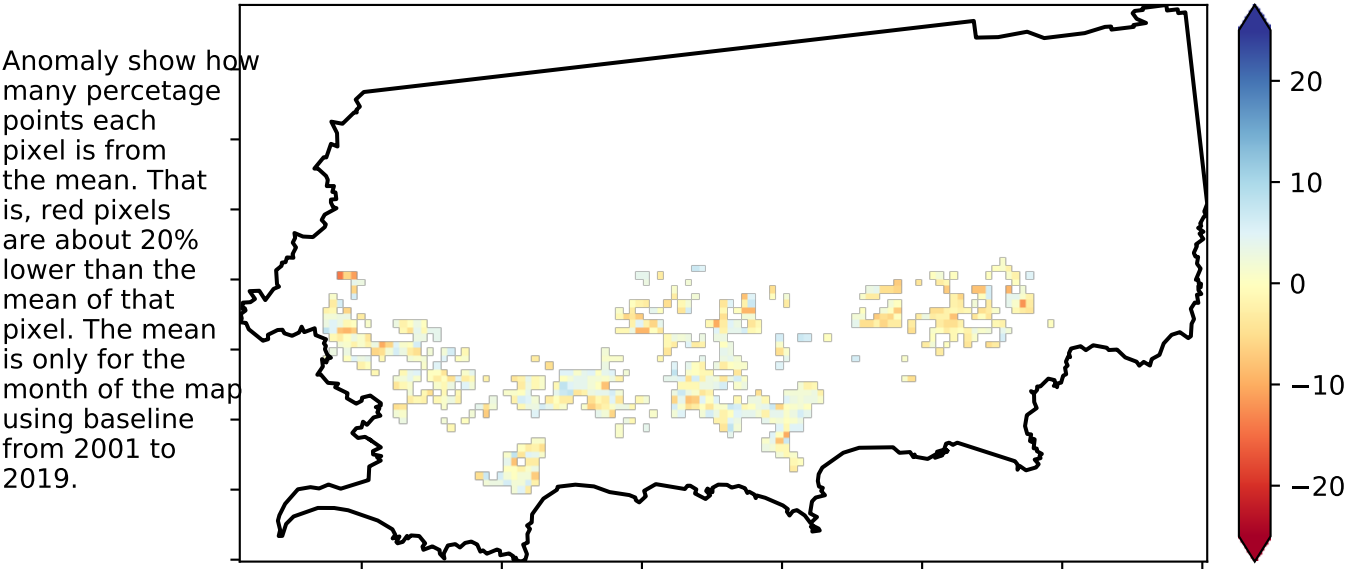 Anomaly show how
many percetage
points each
pixel is from
the mean. That
is, red pixels
are about 20%
lower than the
mean of that
pixel. The mean
is only for the
month of the map
using baseline
from 2001 to
2019.
20
10
0
−10
−20